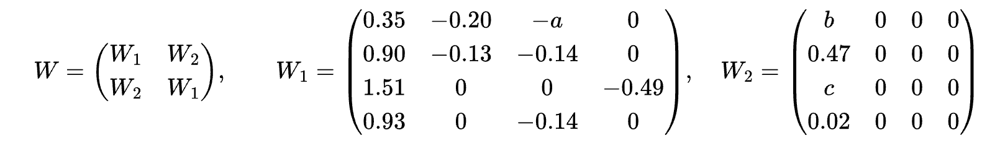 W = \begin{pmatrix} W_1 & W_2 \\ W_2 & W_1 \end{pmatrix}, \quad W_1 = \begin{pmatrix} 0.35 & -0.20 & -a & 0 \\ 0.90 & -0.13 & -0.14 & 0 \\ 1.51 & 0 & 0 & -0.49 \\ 0.93 & 0 & -0.14 & 0 \end{pmatrix}, \quad W_2 = \begin{pmatrix} b & 0 & 0 & 0 \\ 0.47 & 0 & 0 & 0 \\ c & 0 & 0 & 0 \\ 0.02 & 0 & 0 & 0 \end{pmatrix}